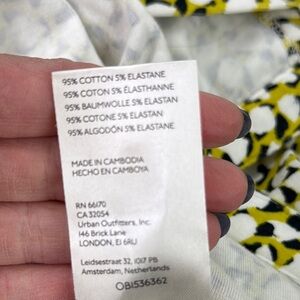 95% COTTON 5% ELASTANE
95% COTON 5% ÉLASTHANNE
95% BAUMWOLLE 5% ELASTAN
95% COTONE 5% ELASTAN
95% ALGODÓN 5% ELASTANE
MADE IN CAMBODIA
HECHO EN CAMBOYA
RN 66170
CA 32054
Urban Outfitters, Inc.
146 Brick Lane
LONDON, E1 6RU
Leidsestraat 32, 1017 PB
Amsterdam, Netherlands
OB1536362